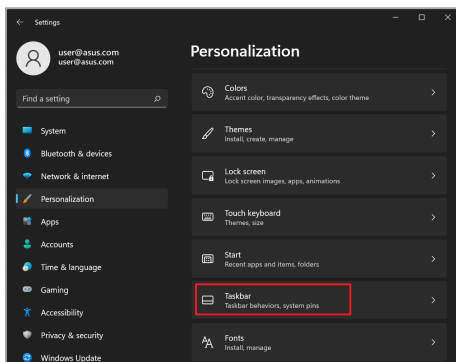 Settings
user@asus.com
user@asus.com
Find a setting
System
Bluetooth & devices
Network & internet
Personalization
Apps
Accounts
Time & language
Gaming
Accessibility
Privacy & security
Windows Update
Personalization
Colors
Accent color, transparency effects, color theme
Themes
Install, create, manage
Lock screen
Lock screen images, apps, animations
Touch keyboard
Themes, size
Start
Recent apps and items, folders
Taskbar
Taskbar behaviors, system pins
Fonts
Install, manage